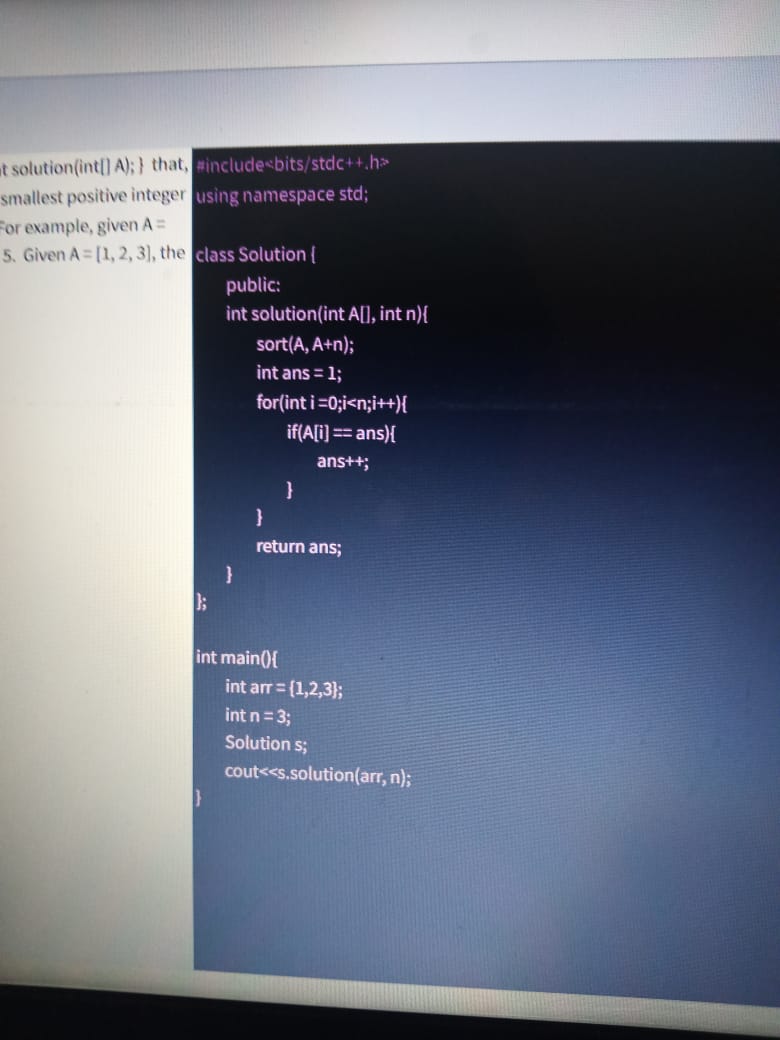 t solution(int[] A); } that,
smallest positive integer
For example, given A =
5. Given A = [1, 2, 3], the
#include<bits/stdc++.h>
using namespace std;
class Solution {
public:
int solution(int A[], int n){
sort(A, A+n);
int ans = 1;
for(int i =0;i<n;i++){
if(A[i] == ans){
ans++;
}
}
return ans;
}
};
int main(){
int arr = {1,2,3};
int n = 3;
Solution s;
cout<<s.solution(arr, n);
}